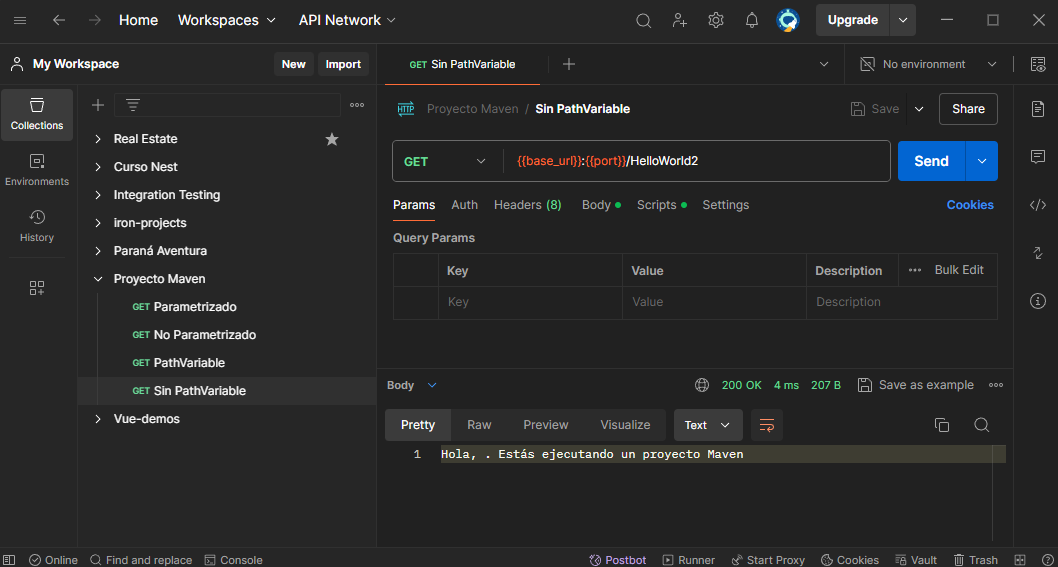 Home Workspaces API Network Upgrade
My Workspace New Import GET Sin PathVariable No environment
Collections
Environments
History
Real Estate
Curso Nest
Integration Testing
iron-projects
Paraná Aventura
Proyecto Maven
GET Parametrizado
GET No Parametrizado
GET PathVariable
GET Sin PathVariable
Vue-demos
HTTP Proyecto Maven / Sin PathVariable Save Share
GET {{base_url}}:{{port}}/HelloWorld2 Send
Params Auth Headers (8) Body Scripts Settings Cookies
Query Params
Key Value Description Bulk Edit
Key Value Description
Body 200 OK 4 ms 207 B Save as example
Pretty Raw Preview Visualize Text
1 Hola, . Estás ejecutando un proyecto Maven
Online Find and replace Console Postbot Runner Start Proxy Cookies Vault Trash